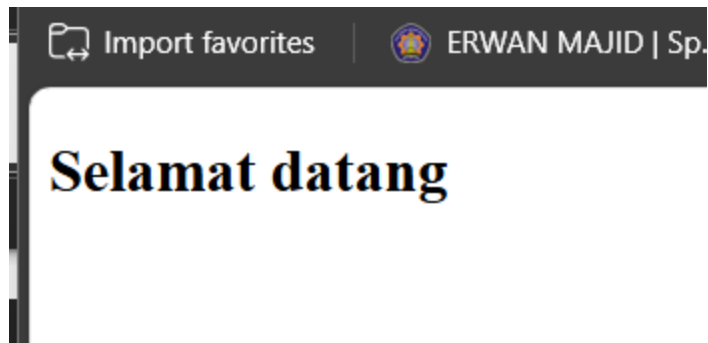 Import favorites
ERWAN MAJID | Sp.
Selamat datang